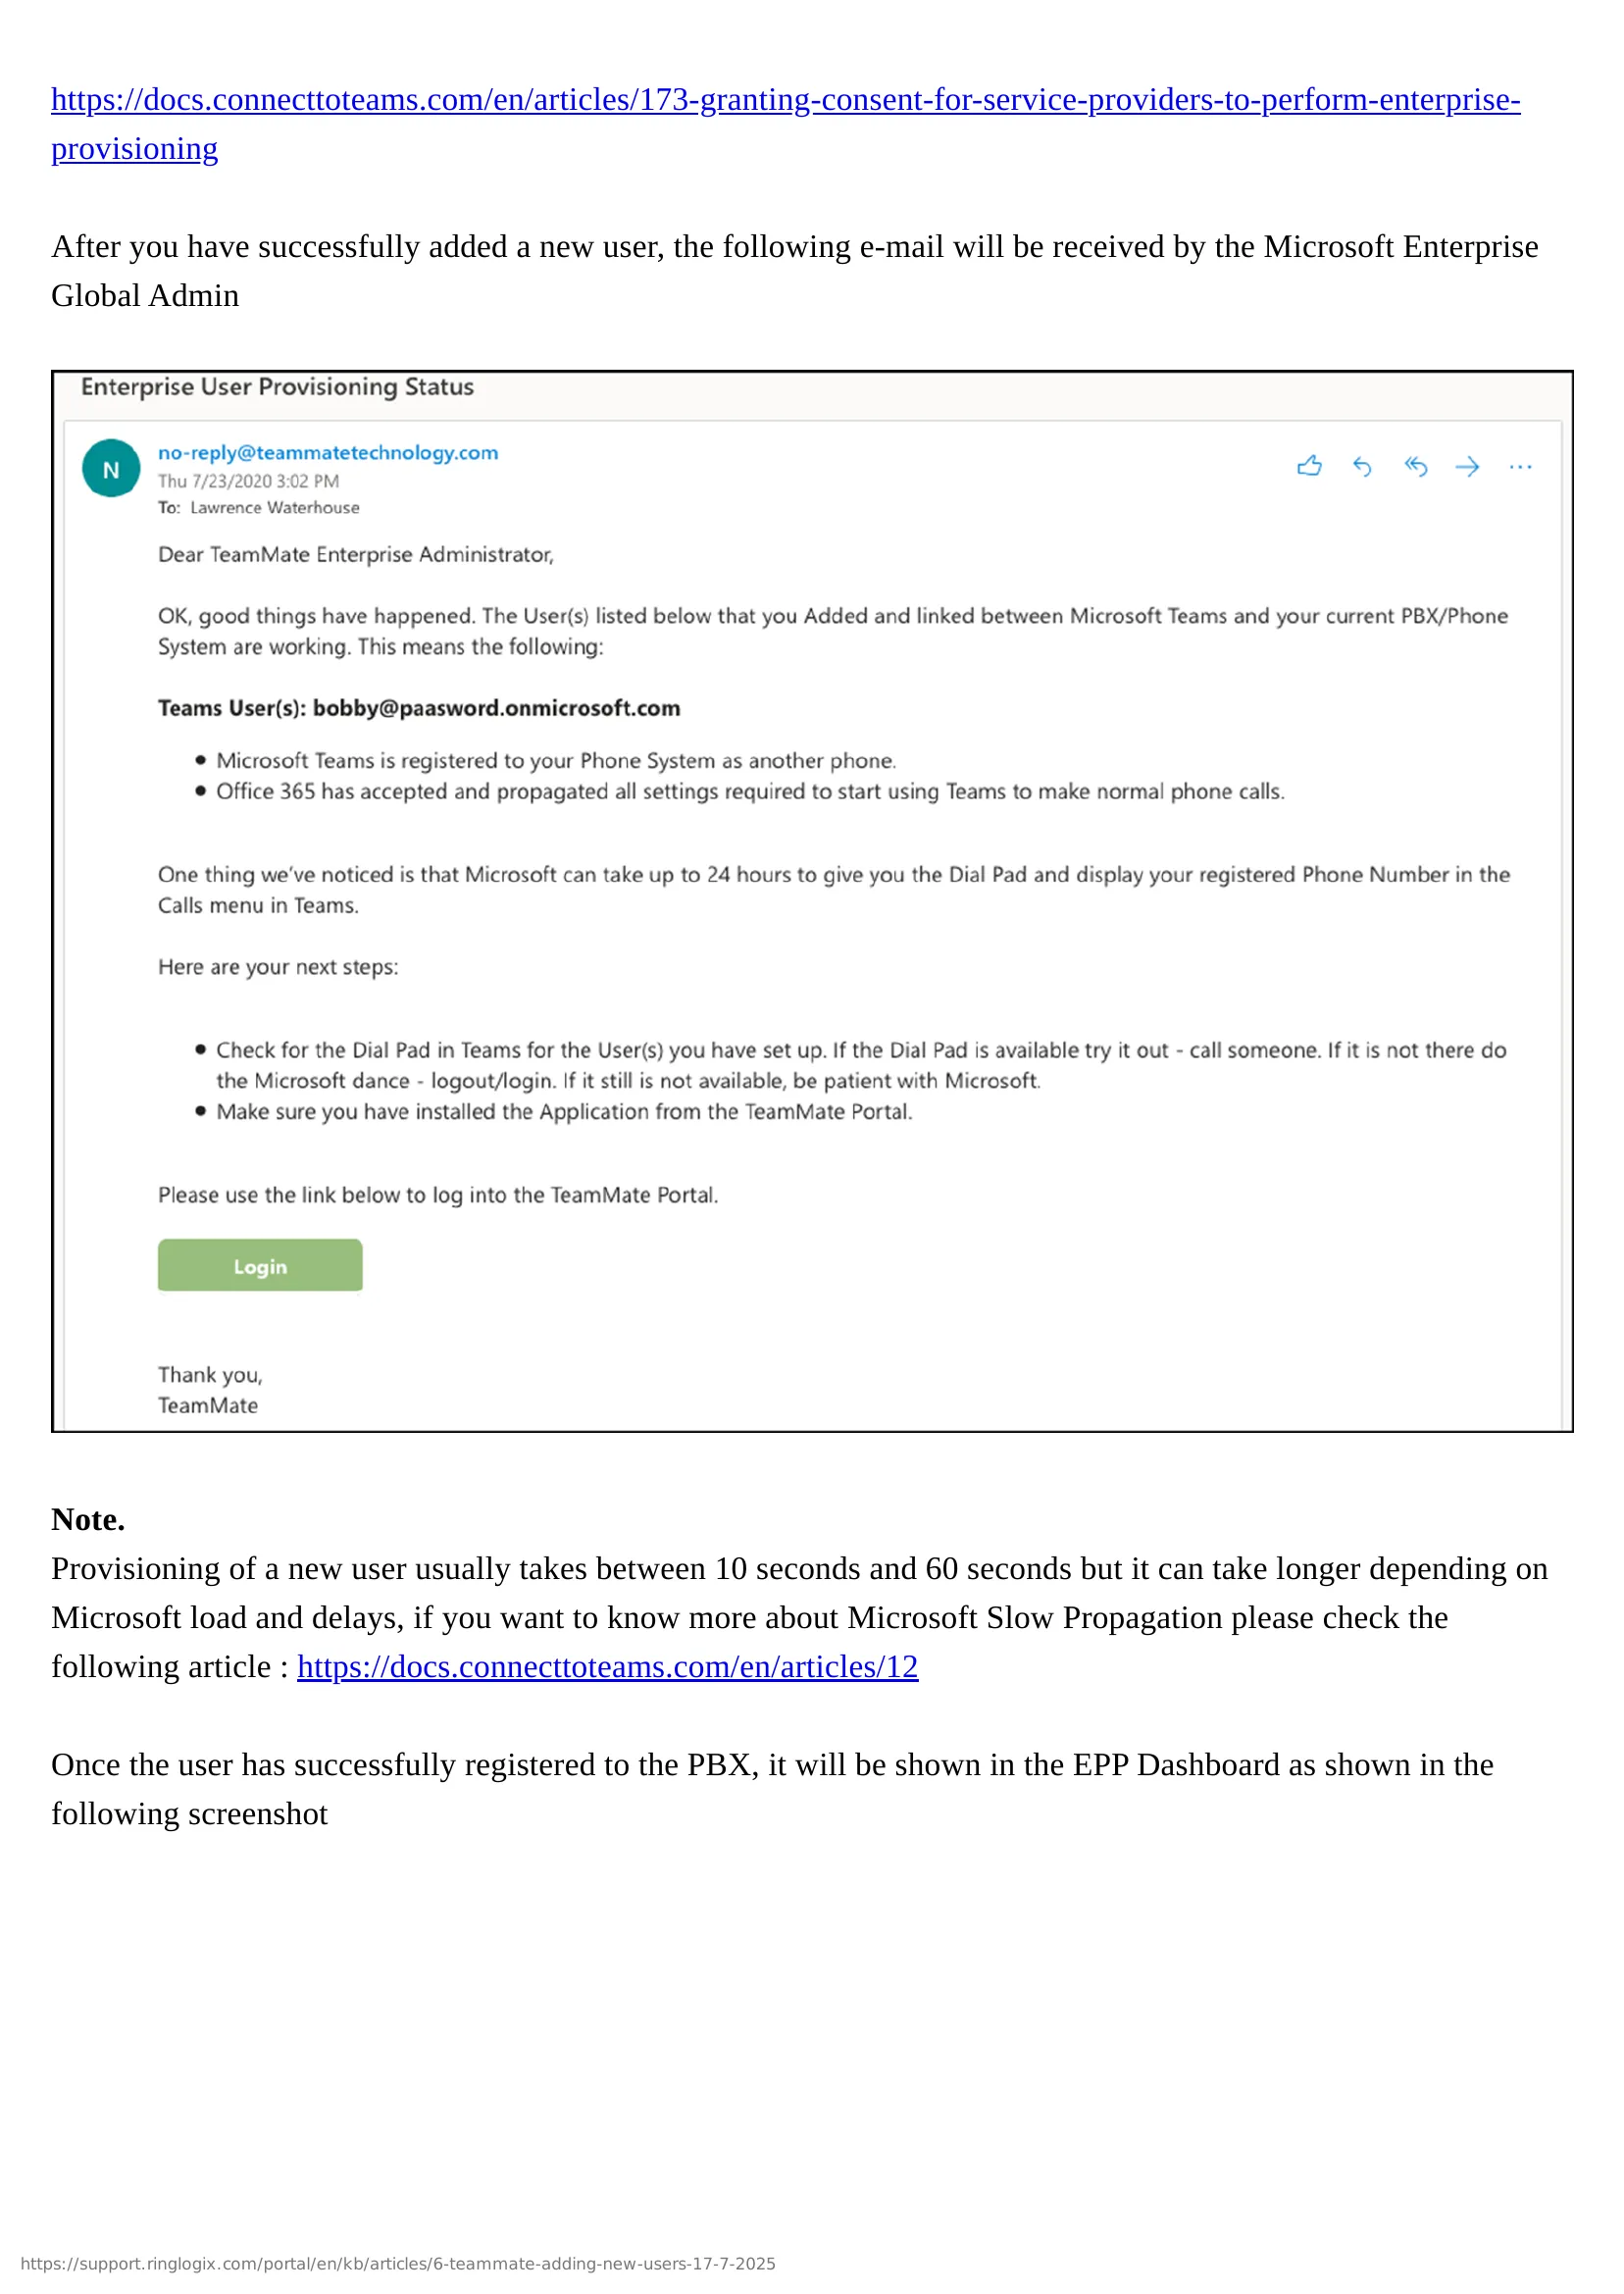 https://docs.connecttoteams.com/en/articles/173-granting-consent-for-service-providers-to-perform-enterprise-
provisioning
After you have successfully added a new user, the following e-mail will be received by the Microsoft Enterprise
Global Admin
Enterprise User Provisioning Status
N
no-reply@teammatetechnology.com
Thu 7/23/2020 3:02 PM
To: Lawrence Waterhouse
Dear TeamMate Enterprise Administrator,
OK, good things have happened. The User(s) listed below that you Added and linked between Microsoft Teams and your current PBX/Phone
System are working. This means the following:
Teams User(s): bobby@paasword.onmicrosoft.com
• Microsoft Teams is registered to your Phone System as another phone.
• Office 365 has accepted and propagated all settings required to start using Teams to make normal phone calls.
One thing we've noticed is that Microsoft can take up to 24 hours to give you the Dial Pad and display your registered Phone Number in the
Calls menu in Teams.
Here are your next steps:
• Check for the Dial Pad in Teams for the User(s) you have set up. If the Dial Pad is available try it out - call someone. If it is not there do
the Microsoft dance - logout/login. If it still is not available, be patient with Microsoft.
• Make sure you have installed the Application from the TeamMate Portal.
Please use the link below to log into the TeamMate Portal.
Login
Thank you,
TeamMate
Note.
Provisioning of a new user usually takes between 10 seconds and 60 seconds but it can take longer depending on
Microsoft load and delays, if you want to know more about Microsoft Slow Propagation please check the
following article : https://docs.connecttoteams.com/en/articles/12
Once the user has successfully registered to the PBX, it will be shown in the EPP Dashboard as shown in the
following screenshot
https://support.ringlogix.com/portal/en/kb/articles/6-teammate-adding-new-users-17-7-2025